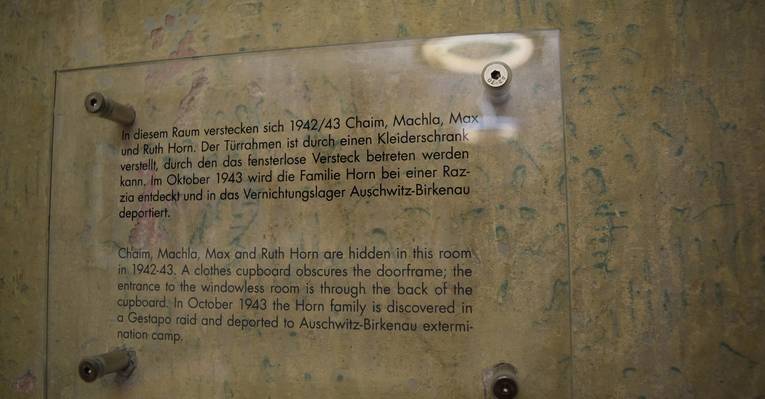 In diesem Raum verstecken sich 1942/43 Chaim, Machla, Max
und Ruth Horn. Der Türrahmen ist durch einen Kleiderschrank
verstellt, durch den das fensterlose Versteck betreten werden
kann. Im Oktober 1943 wird die Familie Horn bei einer Raz-
zia entdeckt und in das Vernichtungslager Auschwitz-Birkenau
deportiert.
Chaim, Machla, Max and Ruth Horn are hidden in this room
in 1942-43. A clothes cupboard obscures the doorframe; the
entrance to the windowless room is through the back of the
cupboard. In October 1943 the Horn family is discovered in
a Gestapo raid and deported to Auschwitz-Birkenau extermi-
nation camp.